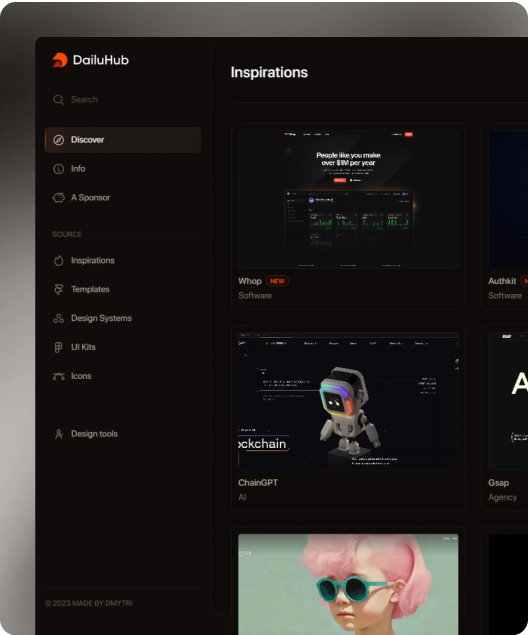 DailuHub
Search
Discover
Info
A Sponsor
SOURCE
Inspirations
Templates
Design Systems
UI Kits
Icons
Design tools
© 2023 MADE BY DMYTRI
Inspirations
People like you make
over $1M per year
Whop NEW
Software
Authkit
Software
ockchain
ChainGPT
AI
GSAP
A
Gsap
Agency